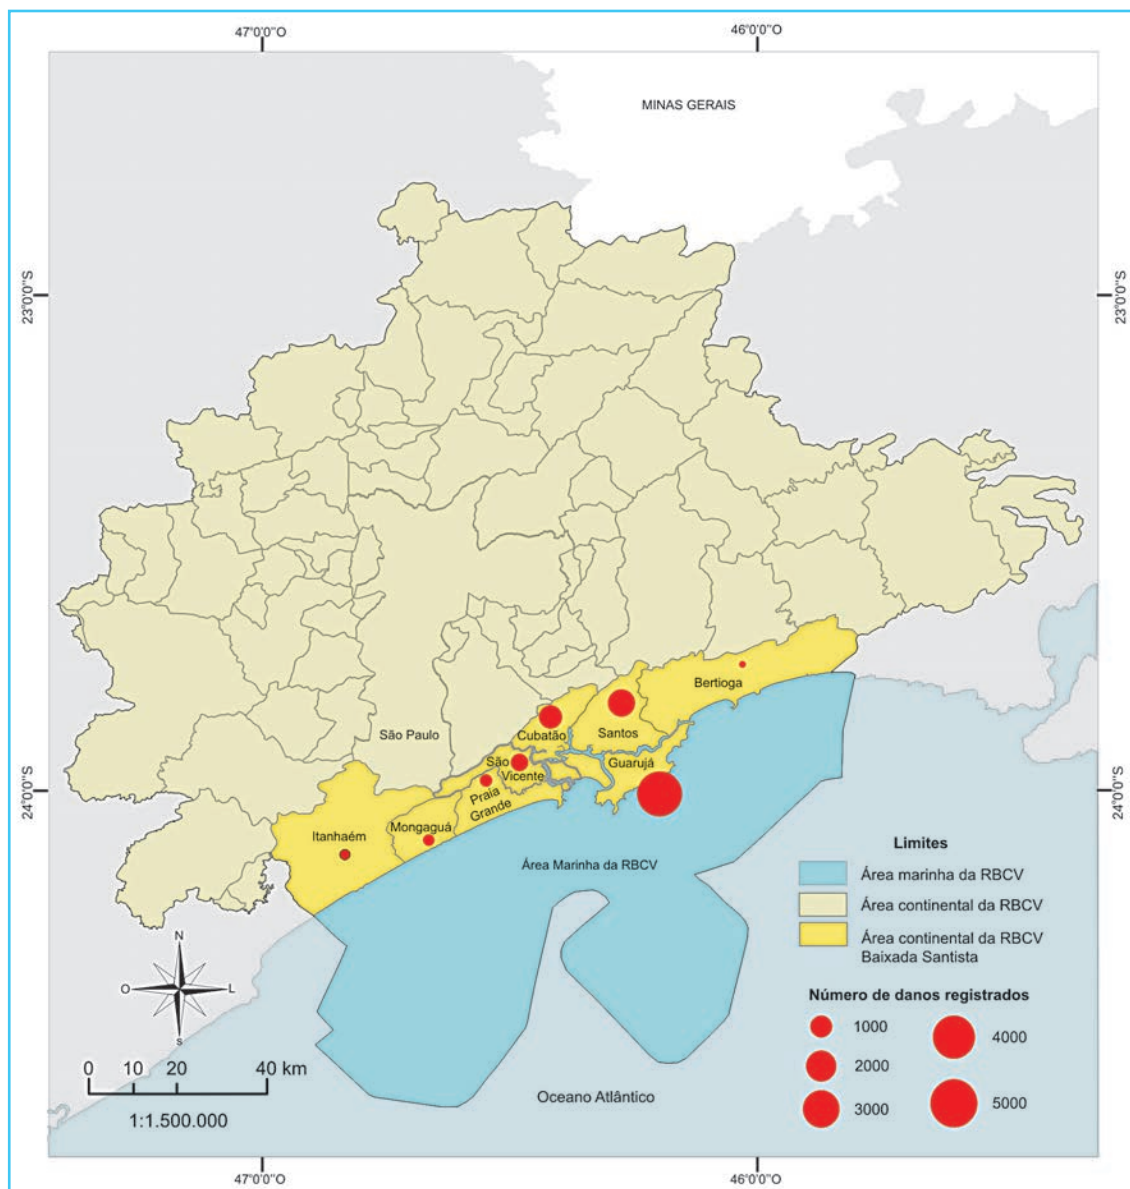 47°0'0"O
46°0'0"O
MINAS GERAIS
23°0'0"S
23°0'0"S
Bertioga
Santos
Cubatão
São Paulo
Guarujá
São
Vicente
Praia
Grande
24°0'0"S
24°0'0"S
Mongaguá
Itanhaém
Área Marinha da RBCV
Limites
Área marinha da RBCV
Área continental da RBCV
Área continental da RBCV
Baixada Santista
N
O
L
S
Número de danos registrados
1000
4000
2000
3000
5000
0 10 20 40 km
1:1.500.000
Oceano Atlântico
47°0'0"O
46°0'0"O